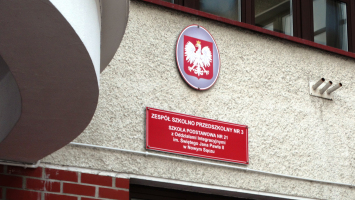 ZESPÓŁ SZKOLNO PRZEDSZKOLNY NR 3
SZKOŁA PODSTAWOWA NR 21
z Oddziałami Integracyjnymi
im. Świętego Jana Pawła II
w Nowym Sączu